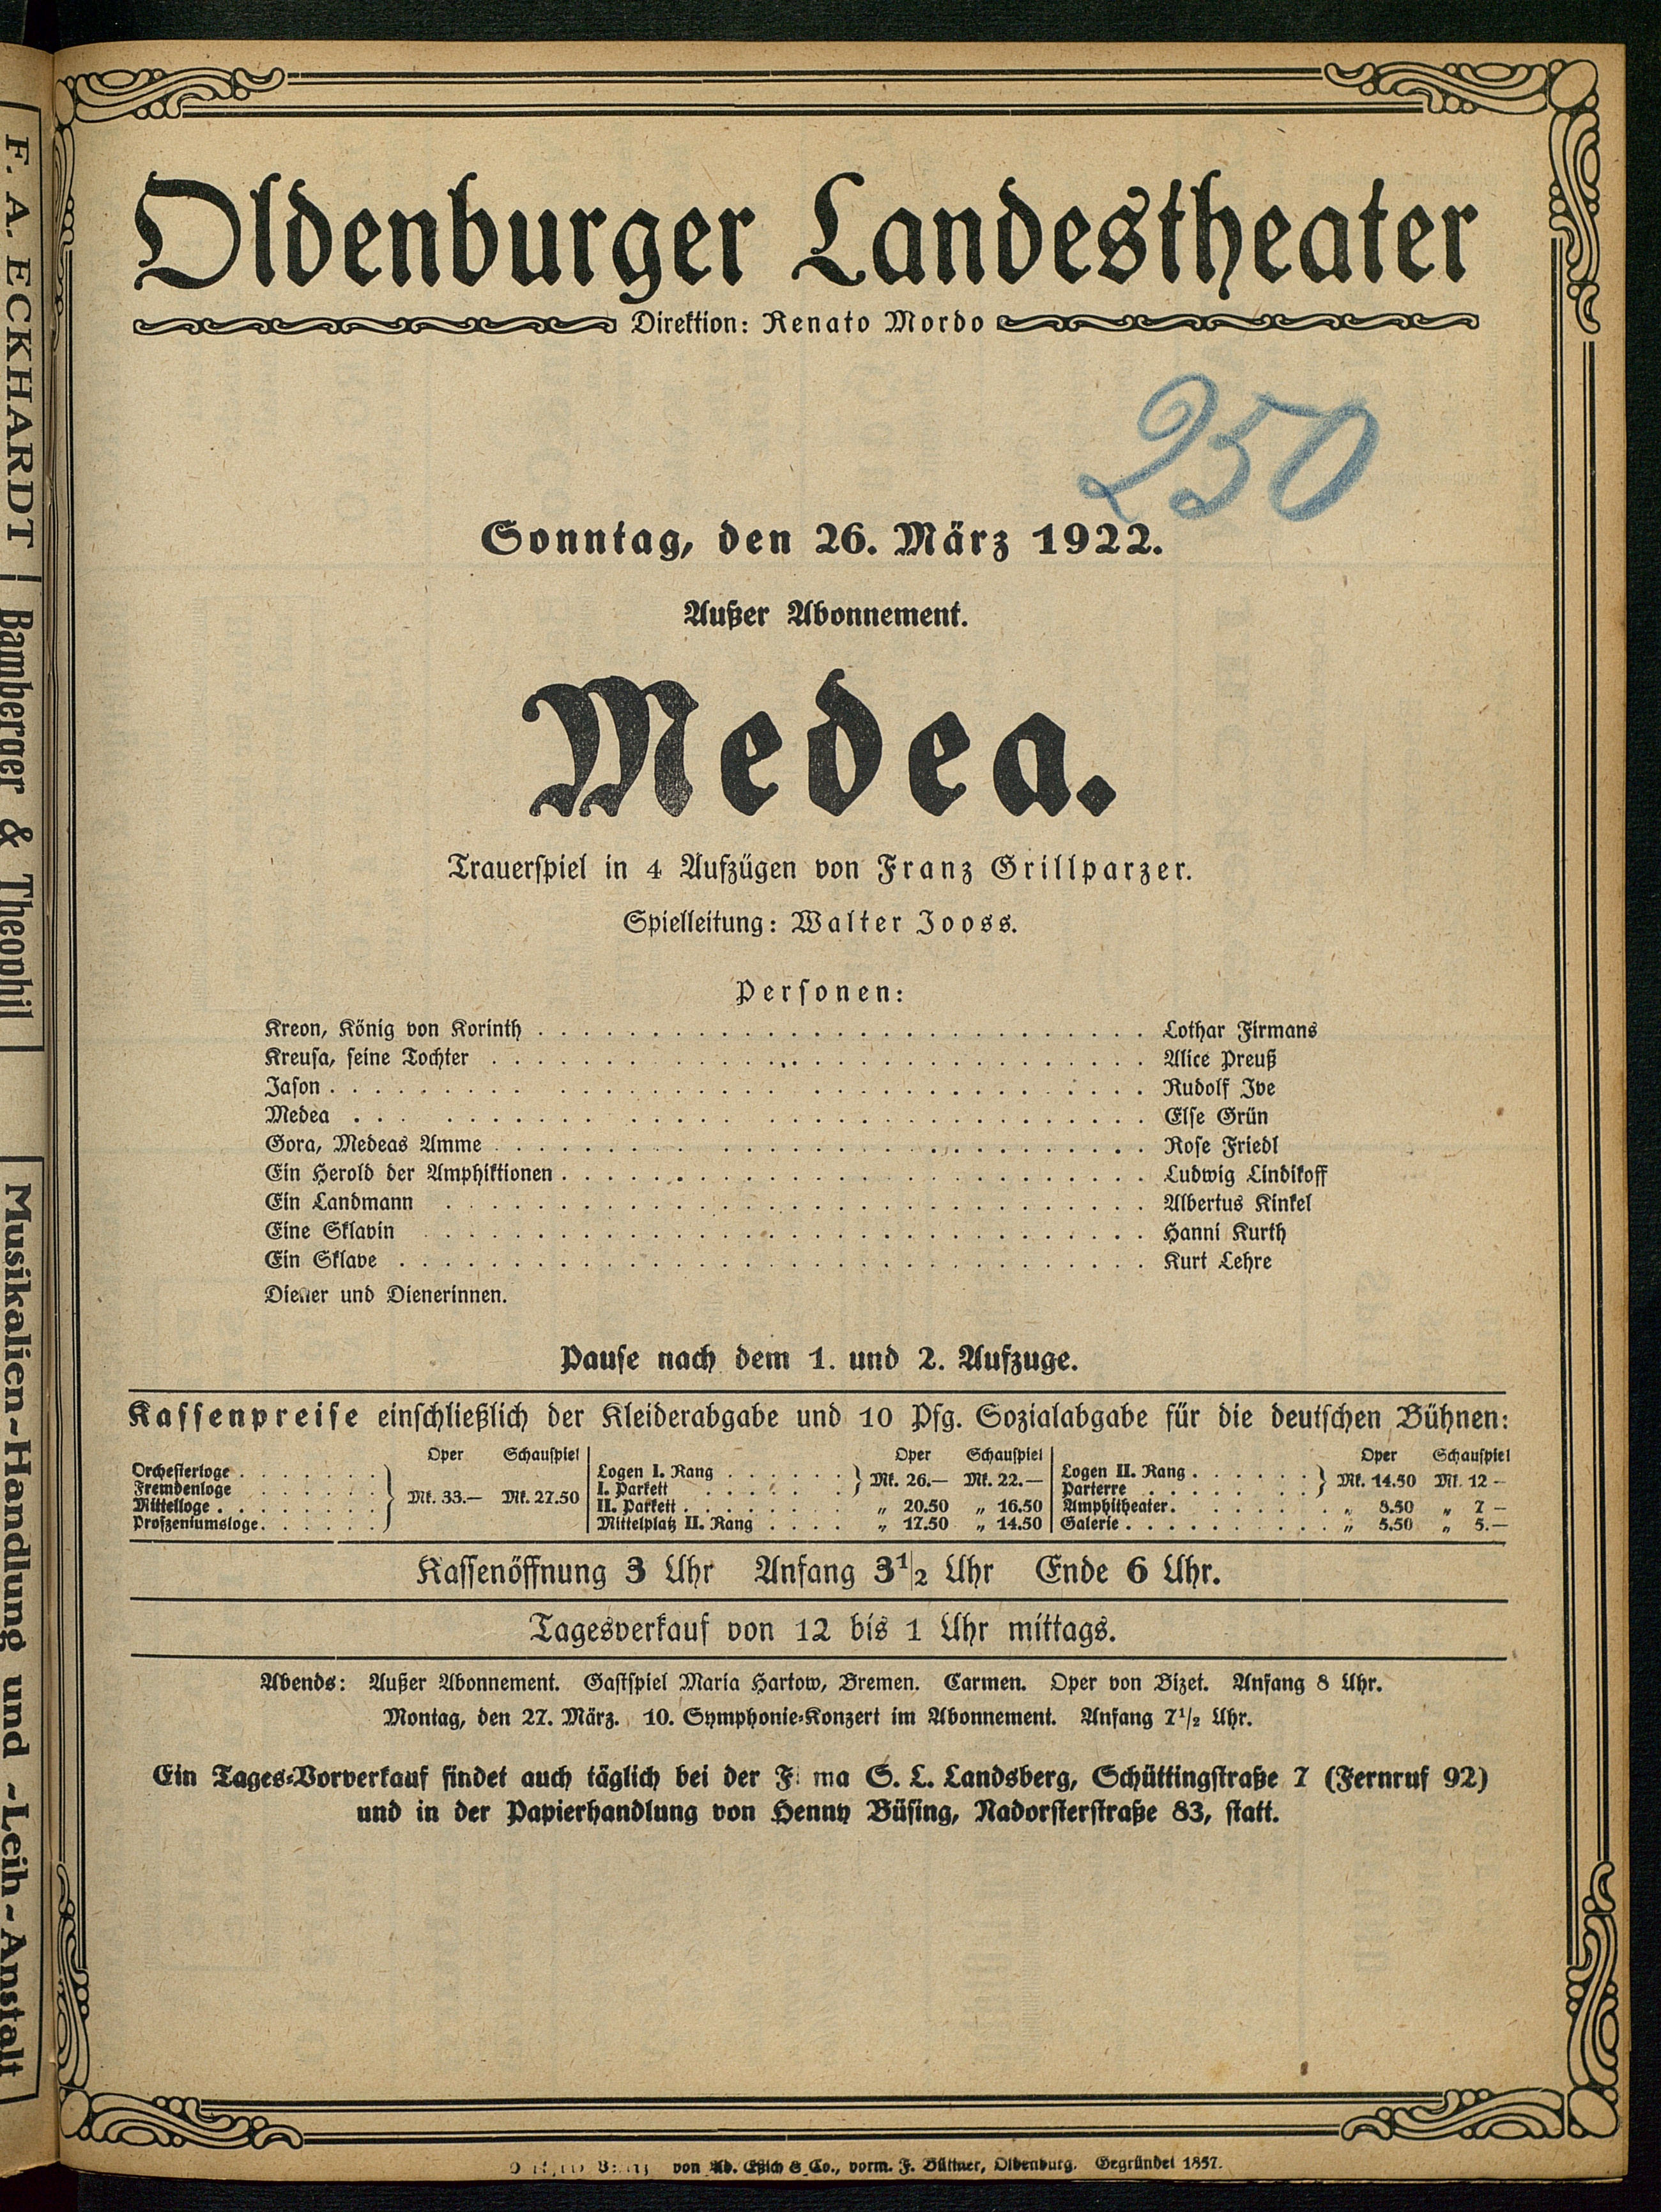 Oldenburger Landestheater
Direktion: Renato Mordo
250
Sonntag, den 26. März 1922.
Außer Abonnement.
Medea.
Trauerspiel in 4 Aufzügen von Franz Grillparzer.
Spielleitung: Walter Jooss.
Personen:
Kreon, König von Korinth . . . Lothar Firmans
Kreusa, seine Tochter . . . Alice Preuß
Jason . . . Rudolf Ive
Medea . . . Else Grün
Gora, Medeas Amme . . . Rose Friedl
Ein Herold der Amphiktionen . . . Ludwig Lindikoff
Ein Landmann . . . Albertus Kinkel
Eine Sklavin . . . Hanni Kurth
Ein Sklave . . . Kurt Lehre
Diener und Dienerinnen.
Pause nach dem 1. und 2. Aufzuge.
Kassenpreise einschließlich der Kleiderabgabe und 10 Pfg. Sozialabgabe für die deutschen Bühnen:
Oper Schauspiel
Orchesterloge
Fremdenloge
Mittelloge
Proszeniumsloge
Mk. 33.— Mk. 27.50
Oper Schauspiel
Logen I. Rang
I. Parkett
Mk. 26.— Mk. 22.—
II. Parkett „ 20.50 „ 16.50
Mittelplatz II. Rang „ 17.50 „ 14.50
Oper Schauspiel
Logen II. Rang
Parterre
Mk. 14.50 Mk. 12 —
Amphitheater „ 8.50 „ 7 —
Galerie „ 5.50 „ 5.—
Kassenöffnung 3 Uhr Anfang 3½ Uhr Ende 6 Uhr.
Tagesverkauf von 12 bis 1 Uhr mittags.
Abends: Außer Abonnement. Gastspiel Maria Hartow, Bremen. Carmen. Oper von Bizet. Anfang 8 Uhr.
Montag, den 27. März. 10. Symphonie-Konzert im Abonnement. Anfang 7½ Uhr.
Ein Tages-Vorverkauf findet auch täglich bei der F ma S. L. Landsberg, Schüttingstraße 7 (Fernruf 92)
und in der Papierhandlung von Henny Büsing, Nadorsterstraße 83, statt.
von Ad. Eßich & Co., vorm. F. Büttner, Oldenburg. Gegründet 1857.
F. A. ECKHARDT
Bamberger & Theophil
Musikalien-Handlung und -Leih-Anstalt